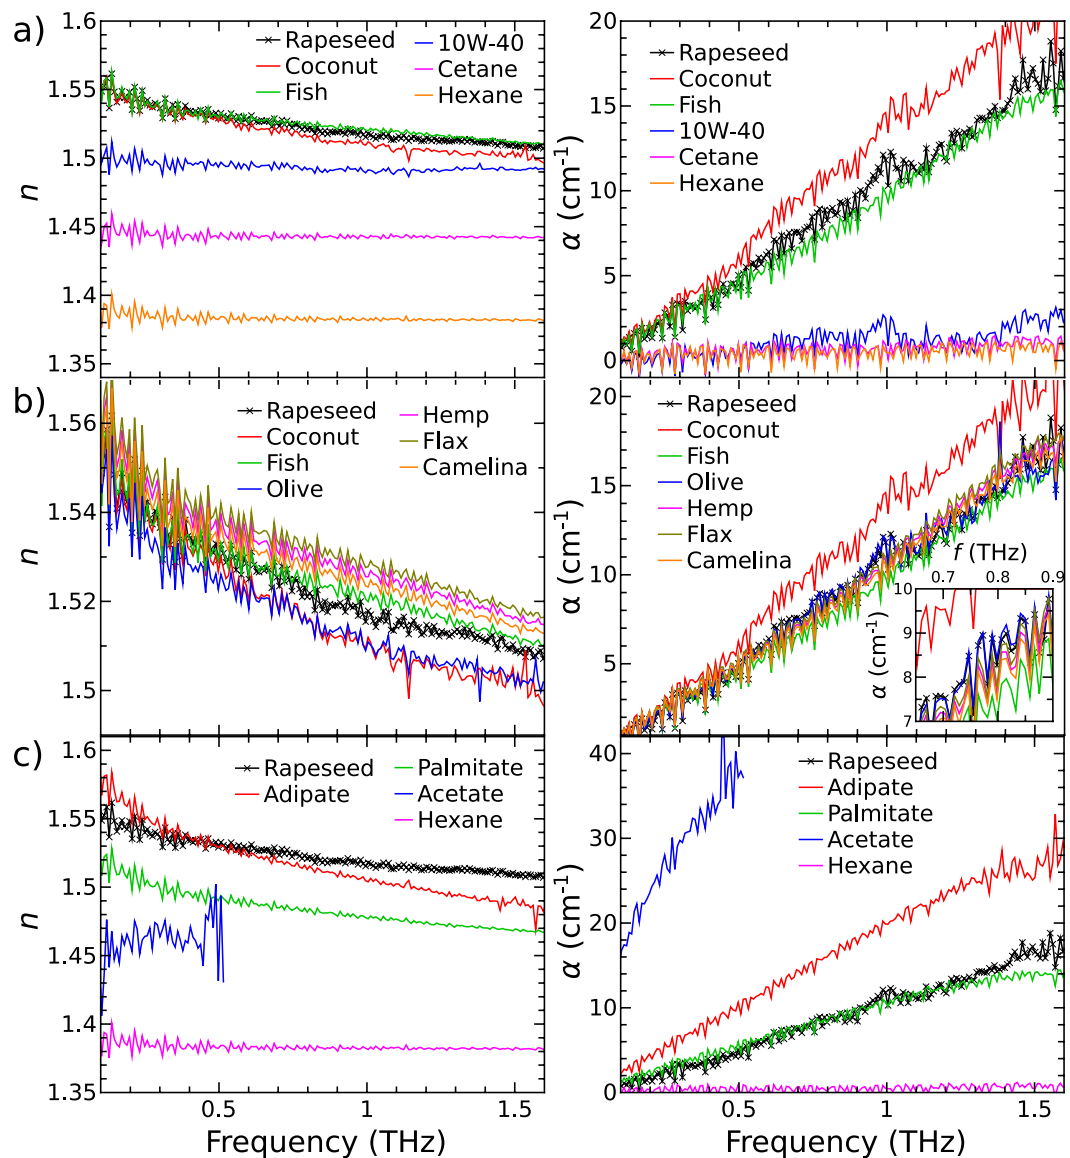 a)
1.6
1.55
1.5
1.45
1.4
1.35
n
Rapeseed
Coconut
Fish
10W-40
Cetane
Hexane
20
15
10
5
0
α (cm⁻¹)
Rapeseed
Coconut
Fish
10W-40
Cetane
Hexane
b)
1.56
1.54
1.52
1.5
n
Rapeseed
Coconut
Fish
Olive
Hemp
Flax
Camelina
20
15
10
5
α (cm⁻¹)
Rapeseed
Coconut
Fish
Olive
Hemp
Flax
Camelina
f (THz)
0.7 0.8 0.9
10
9
8
7
α (cm⁻¹)
c)
1.6
1.55
1.5
1.45
1.4
1.35
n
Rapeseed
Adipate
Palmitate
Acetate
Hexane
0.5 1 1.5
Frequency (THz)
40
30
20
10
0
α (cm⁻¹)
Rapeseed
Adipate
Palmitate
Acetate
Hexane
0.5 1 1.5
Frequency (THz)